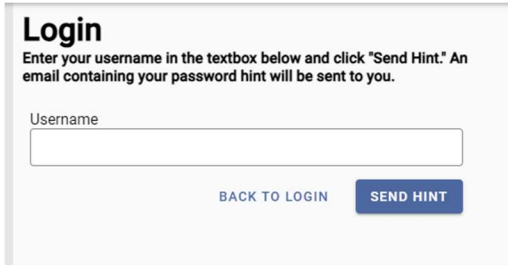 Login
Enter your username in the textbox below and click "Send Hint." An
email containing your password hint will be sent to you.
Username
BACK TO LOGIN
SEND HINT